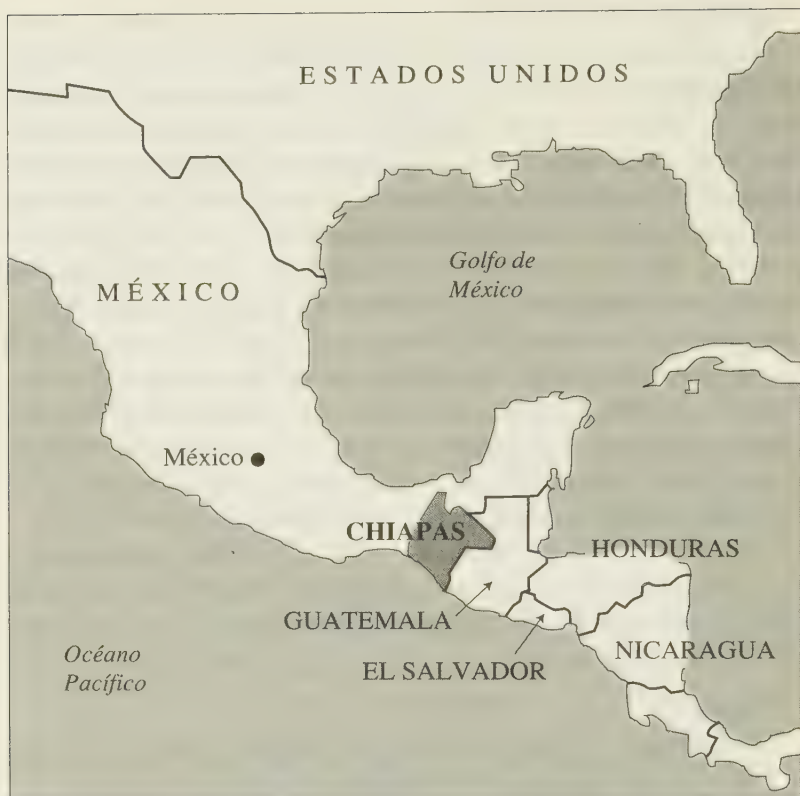 ESTADOS UNIDOS
Golfo de
México
MÉXICO
México
CHIAPAS
HONDURAS
GUATEMALA
NICARAGUA
EL SALVADOR
Océano
Pacífico